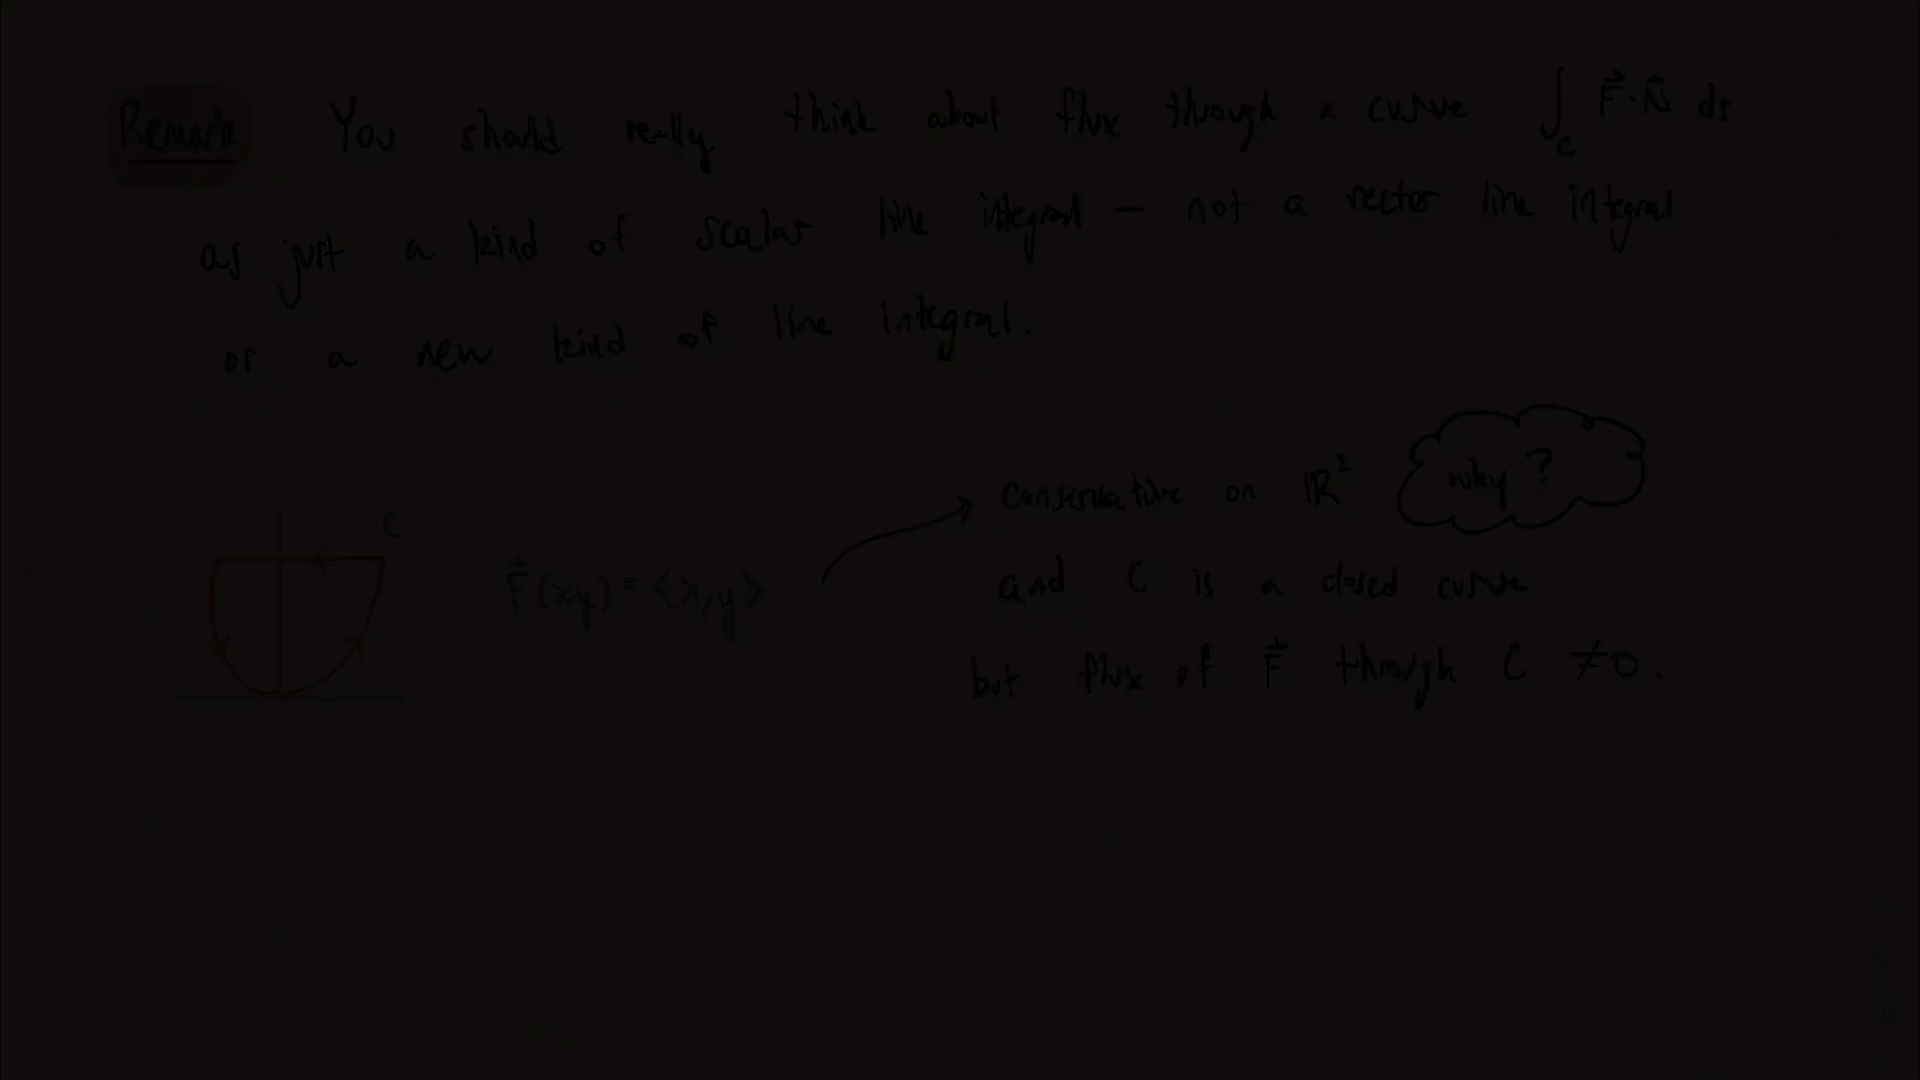 Remark You should really think about flux through a curve ∫_C F⃗·N⃗ ds
as just a kind of scalar line integral — not a vector line integral
or a new kind of line integral.
conservative on ℝ² why?
C
F⃗(x,y) = <x,y>
and C is a closed curve
but flux of F⃗ through C ≠0.